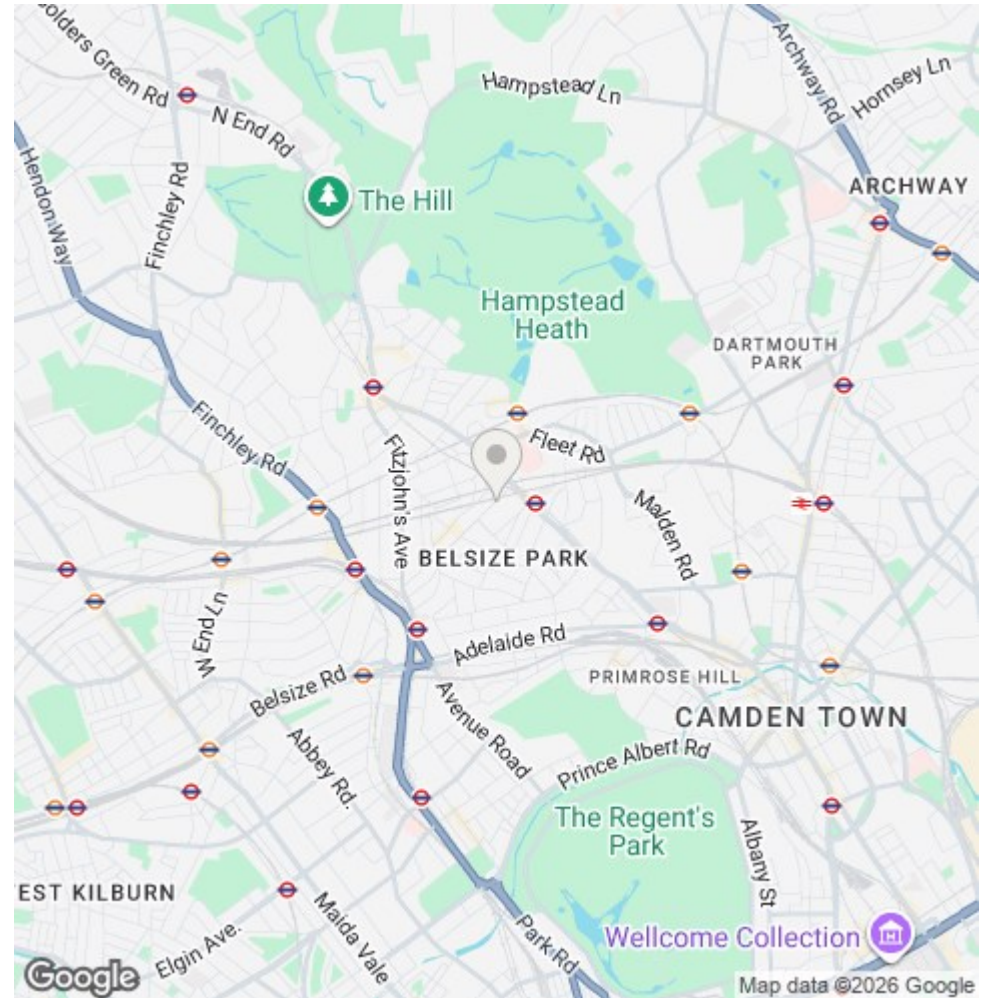 olders Green Rd
N End Rd
Hampstead Ln
Archway Rd
Hornsey Ln
Hendon Way
Finchley Rd
The Hill
ARCHWAY
Hampstead
Heath
DARTMOUTH
PARK
Finchley Rd
Fitzjohn's Ave
Fleet Rd
Malden Rd
BELSIZE PARK
W End Ln
Adelaide Rd
Belsize Rd
PRIMROSE HILL
Avenue Road
CAMDEN TOWN
Abbey Rd.
Prince Albert Rd
The Regent's
Park
Albany St
EST KILBURN
Maida Vale
Elgin Ave.
Park Rd
Wellcome Collection
Google
Map data ©2026 Google